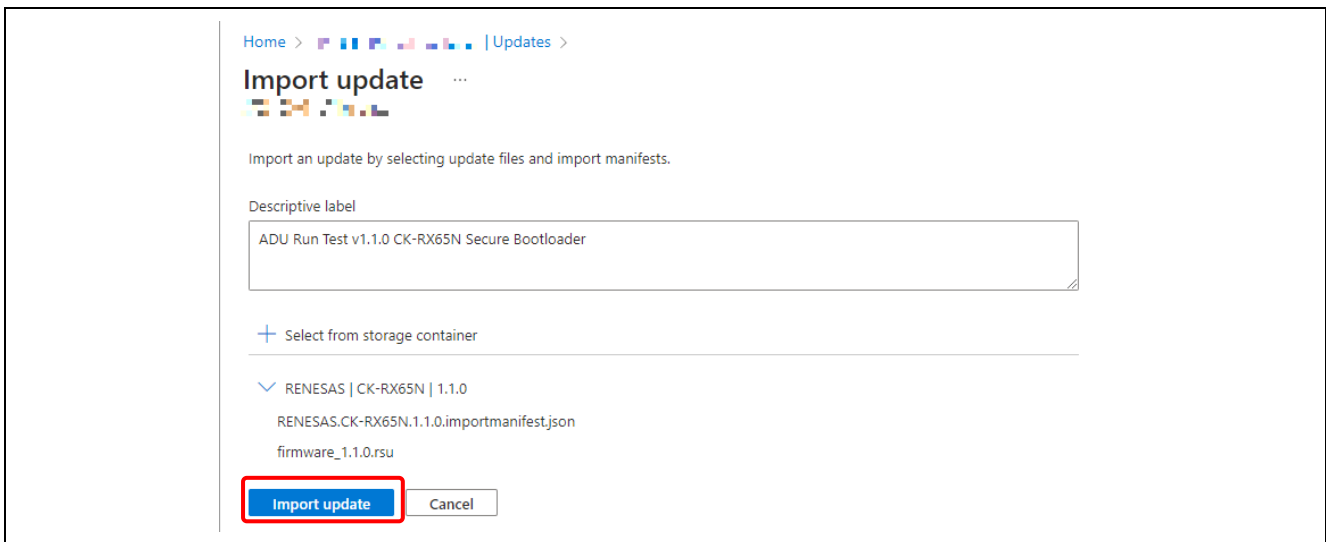 Home > | Updates >
Import update ...
Import an update by selecting update files and import manifests.
Descriptive label
ADU Run Test v1.1.0 CK-RX65N Secure Bootloader
Select from storage container
RENESAS | CK-RX65N | 1.1.0
RENESAS.CK-RX65N.1.1.0.importmanifest.json
firmware_1.1.0.rsu
Import update Cancel